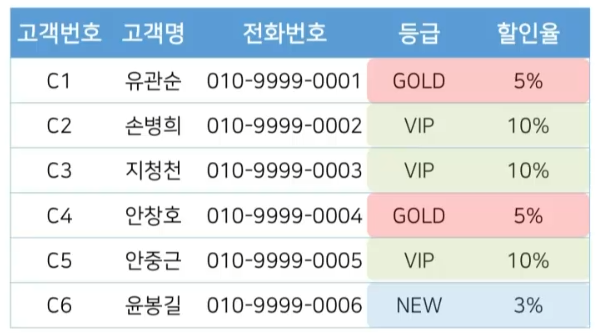 고객번호 고객명 전화번호 등급 할인율
C1 유관순 010-9999-0001 GOLD 5%
C2 손병희 010-9999-0002 VIP 10%
C3 지청천 010-9999-0003 VIP 10%
C4 안창호 010-9999-0004 GOLD 5%
C5 안중근 010-9999-0005 VIP 10%
C6 윤봉길 010-9999-0006 NEW 3%